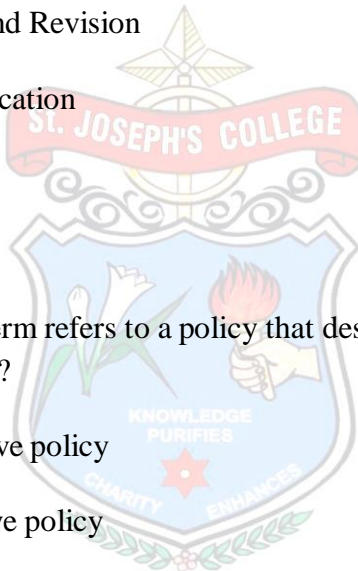 nd Revision
ication
ST. JOSEPH'S COLLEGE
erm refers to a policy that des
?
KNOWLEDGE
PURIFIES
ve policy
CHARITY
ENHANCES
ve policy